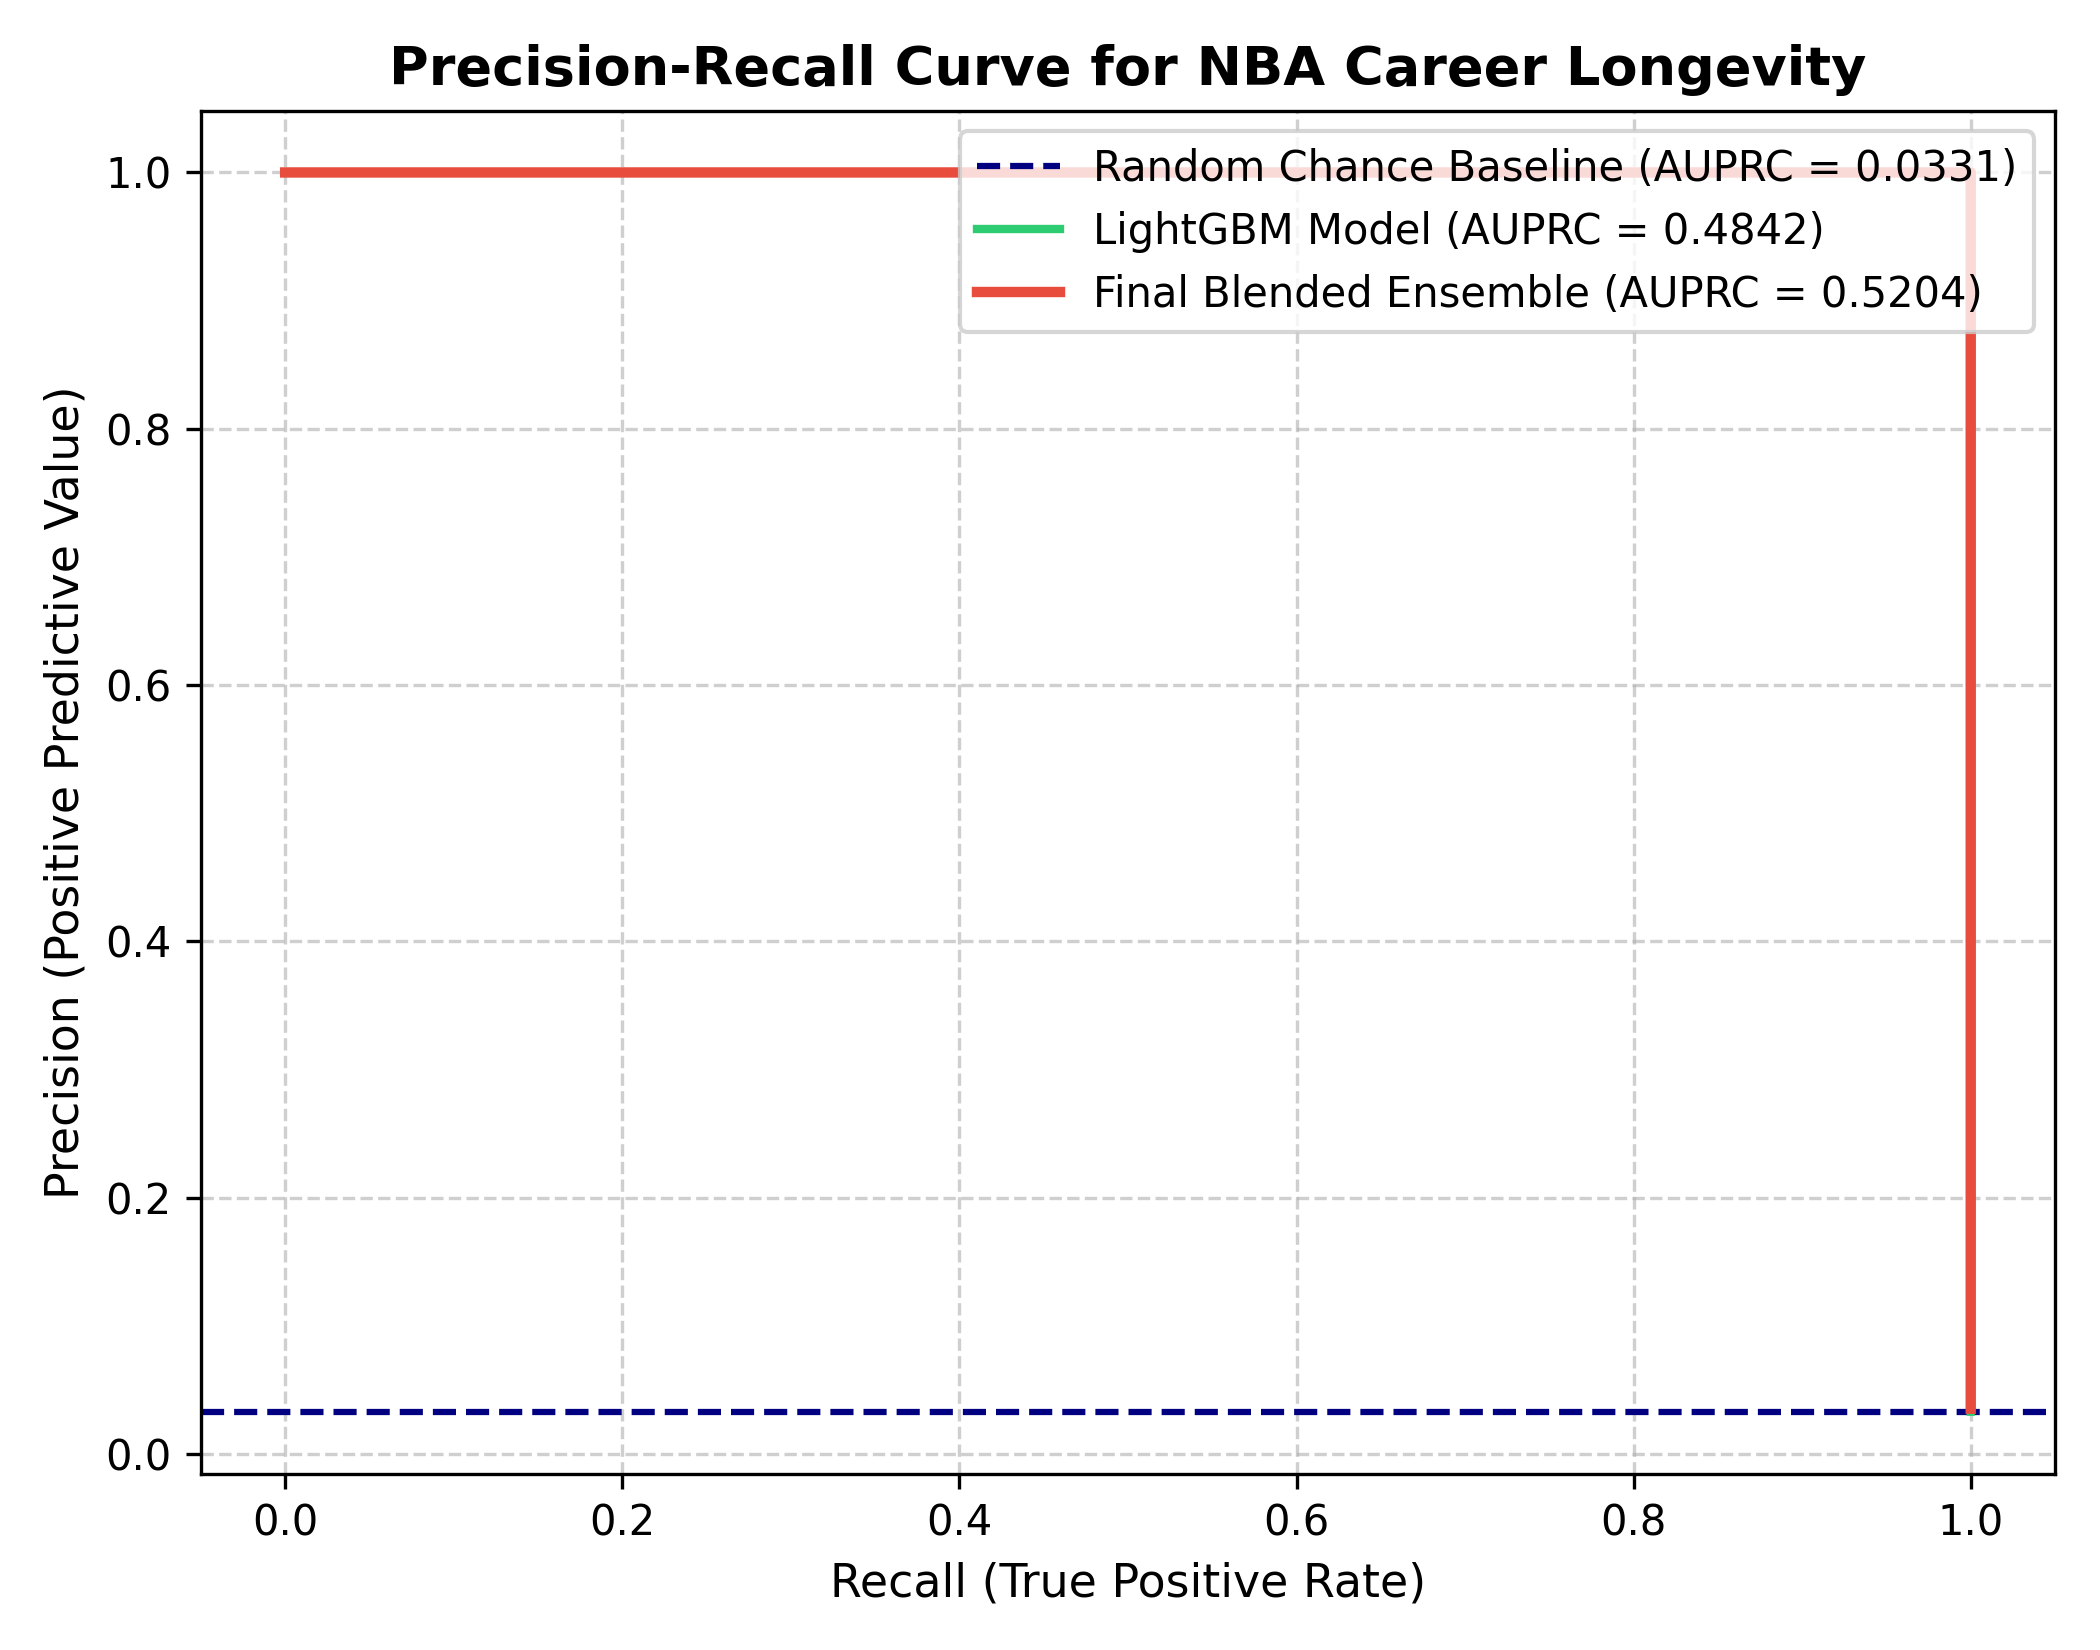 Precision-Recall Curve for NBA Career Longevity
Random Chance Baseline (AUPRC = 0.0331)
LightGBM Model (AUPRC = 0.4842)
Final Blended Ensemble (AUPRC = 0.5204)
Precision (Positive Predictive Value)
1.0
0.8
0.6
0.4
0.2
0.0
0.0 0.2 0.4 0.6 0.8 1.0
Recall (True Positive Rate)